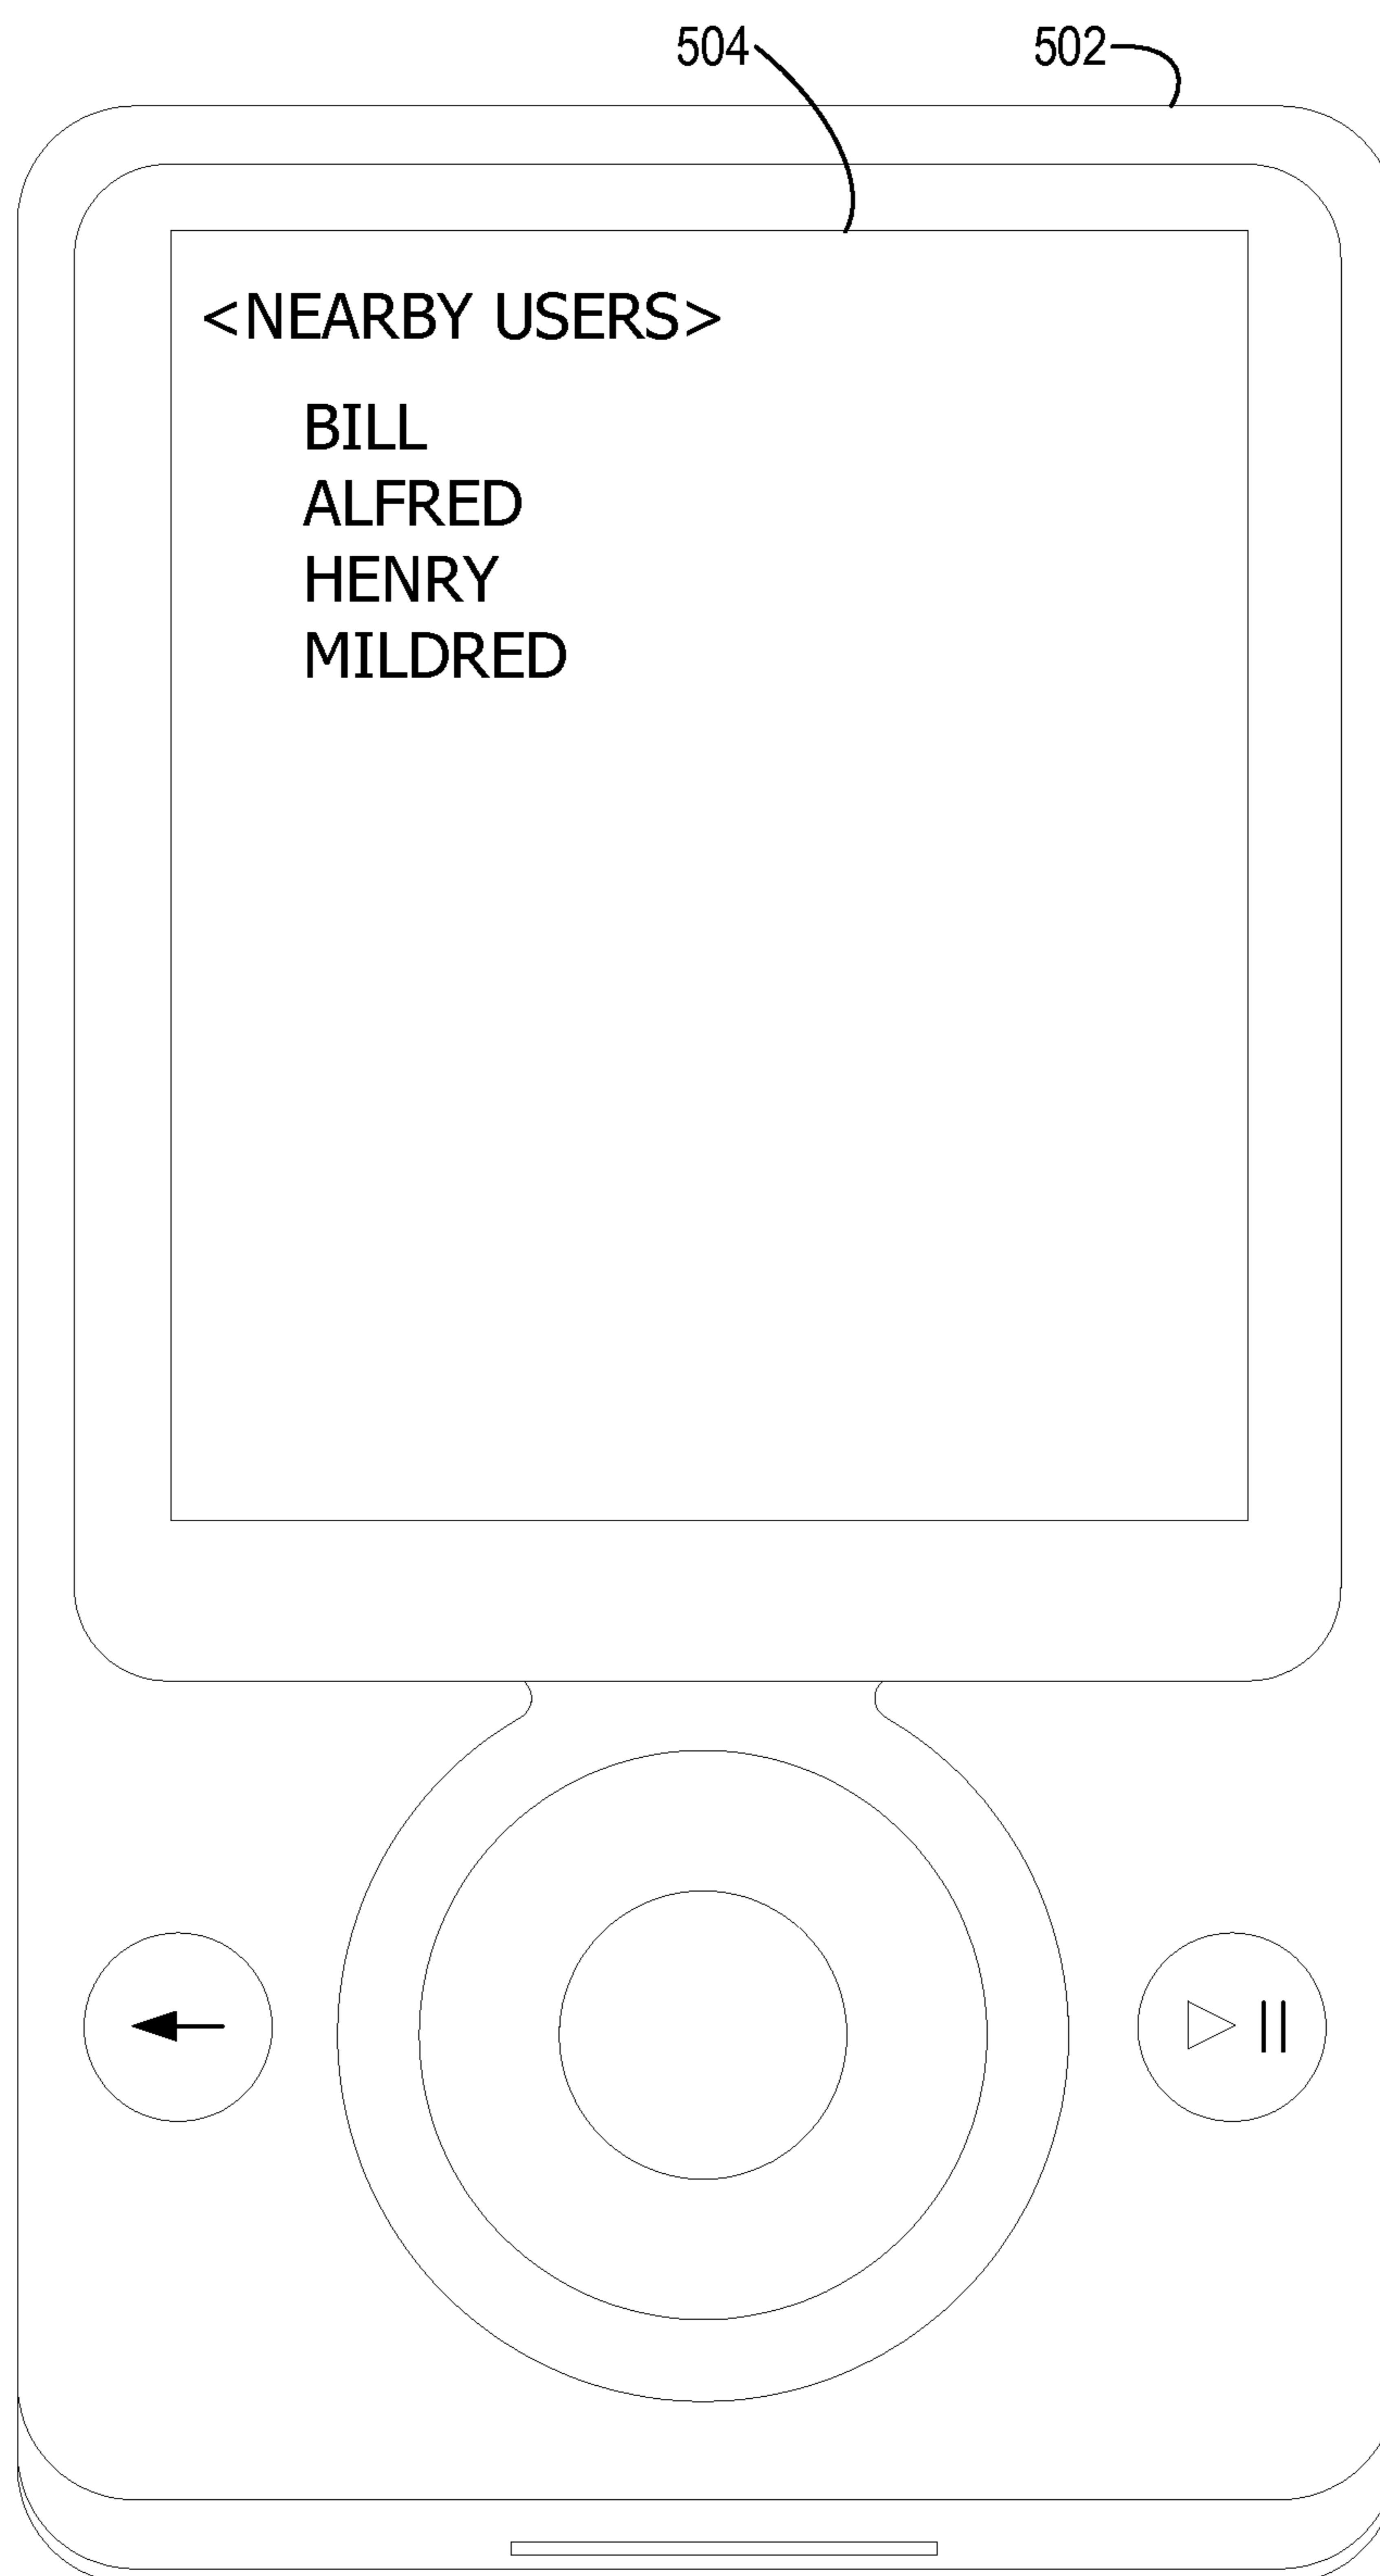 504 502
<NEARBY USERS>
BILL
ALFRED
HENRY
MILDRED